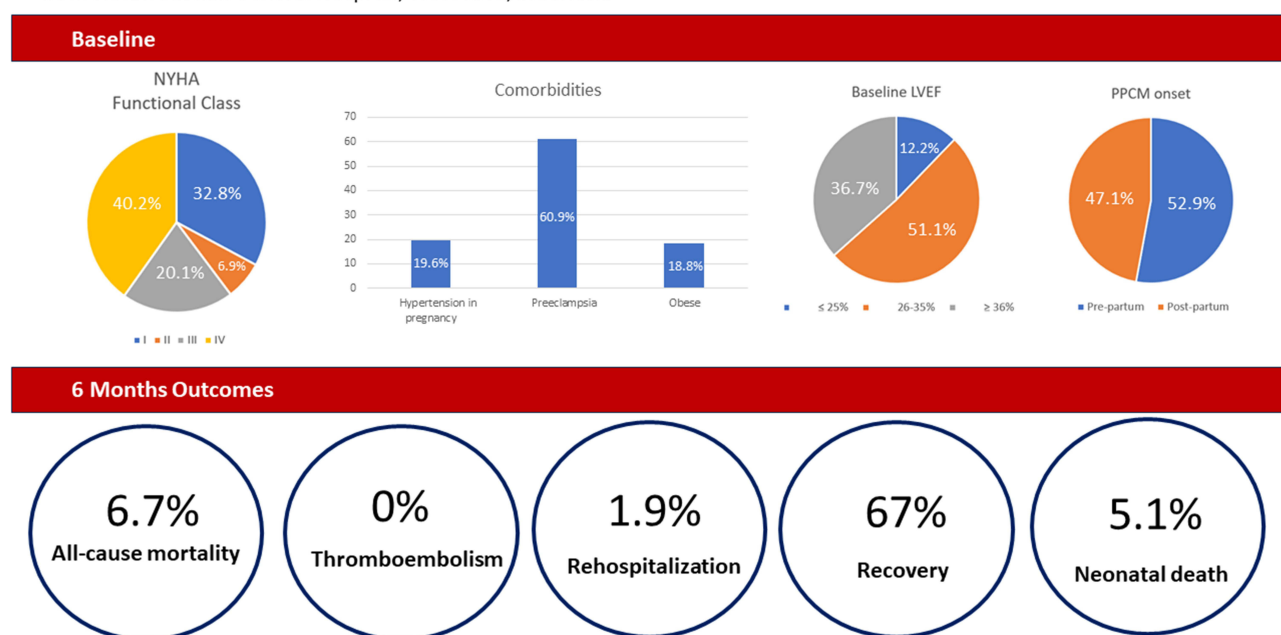 Baseline
NYHA
Functional Class
40.2%
32.8%
20.1%
6.9%
I II III IV
Comorbidities
70
60
50
40
30
20
10
0
19.6%
60.9%
18.8%
Hypertension in
pregnancy
Preeclampsia
Obese
Baseline LVEF
12.2%
36.7%
51.1%
≤ 25% 26-35% ≥ 36%
PPCM onset
47.1%
52.9%
Pre-partum Post-partum
6 Months Outcomes
6.7%
All-cause mortality
0%
Thromboembolism
1.9%
Rehospitalization
67%
Recovery
5.1%
Neonatal death